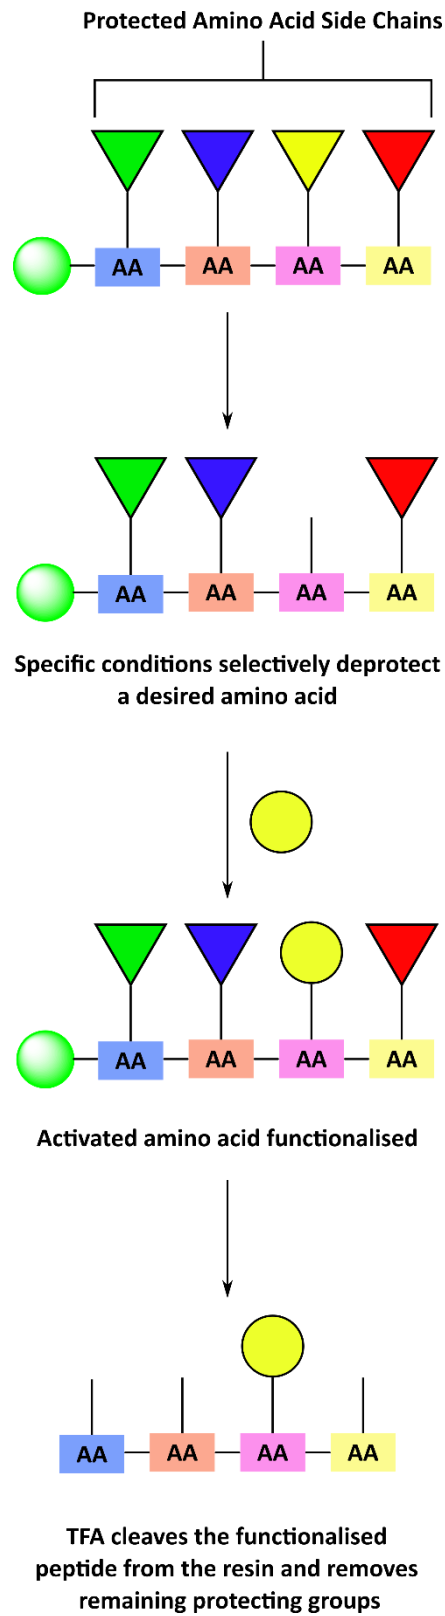 Protected Amino Acid Side Chains
AA AA AA AA
AA AA AA AA
Specific conditions selectively deprotect
a desired amino acid
AA AA AA AA
Activated amino acid functionalised
AA AA AA AA
TFA cleaves the functionalised
peptide from the resin and removes
remaining protecting groups